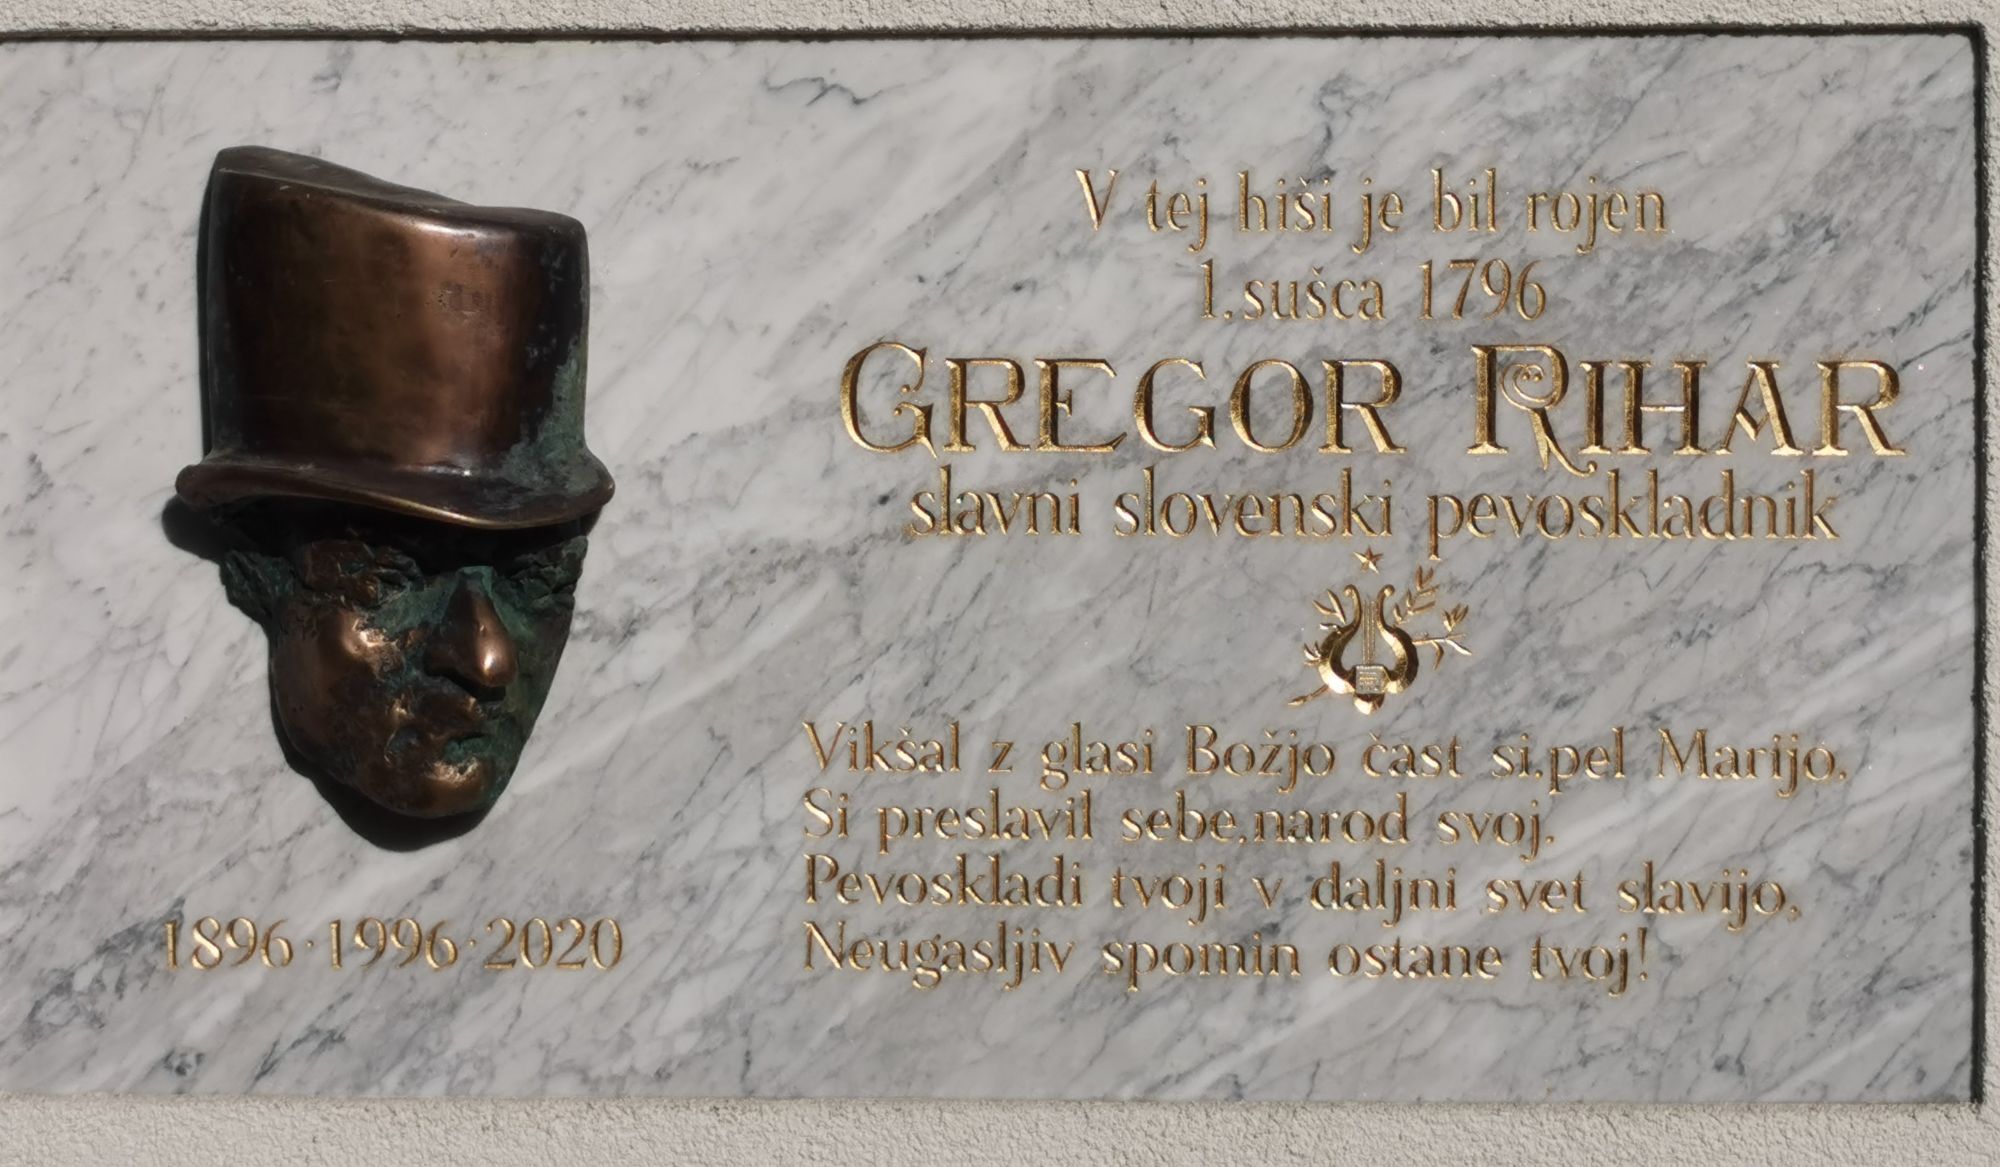 V tej hiši je bil rojen
1. sušca 1796
GREGOR RIHAR
slavni slovenski pevoskladnik
Vikšal z glasi Božjo čast si, pel Marijo,
Si preslavil sebe, narod svoj.
Pevoskladi tvoji v daljni svet slavijo,
Neugasljiv spomin ostane tvoj!
1896 · 1996 · 2020